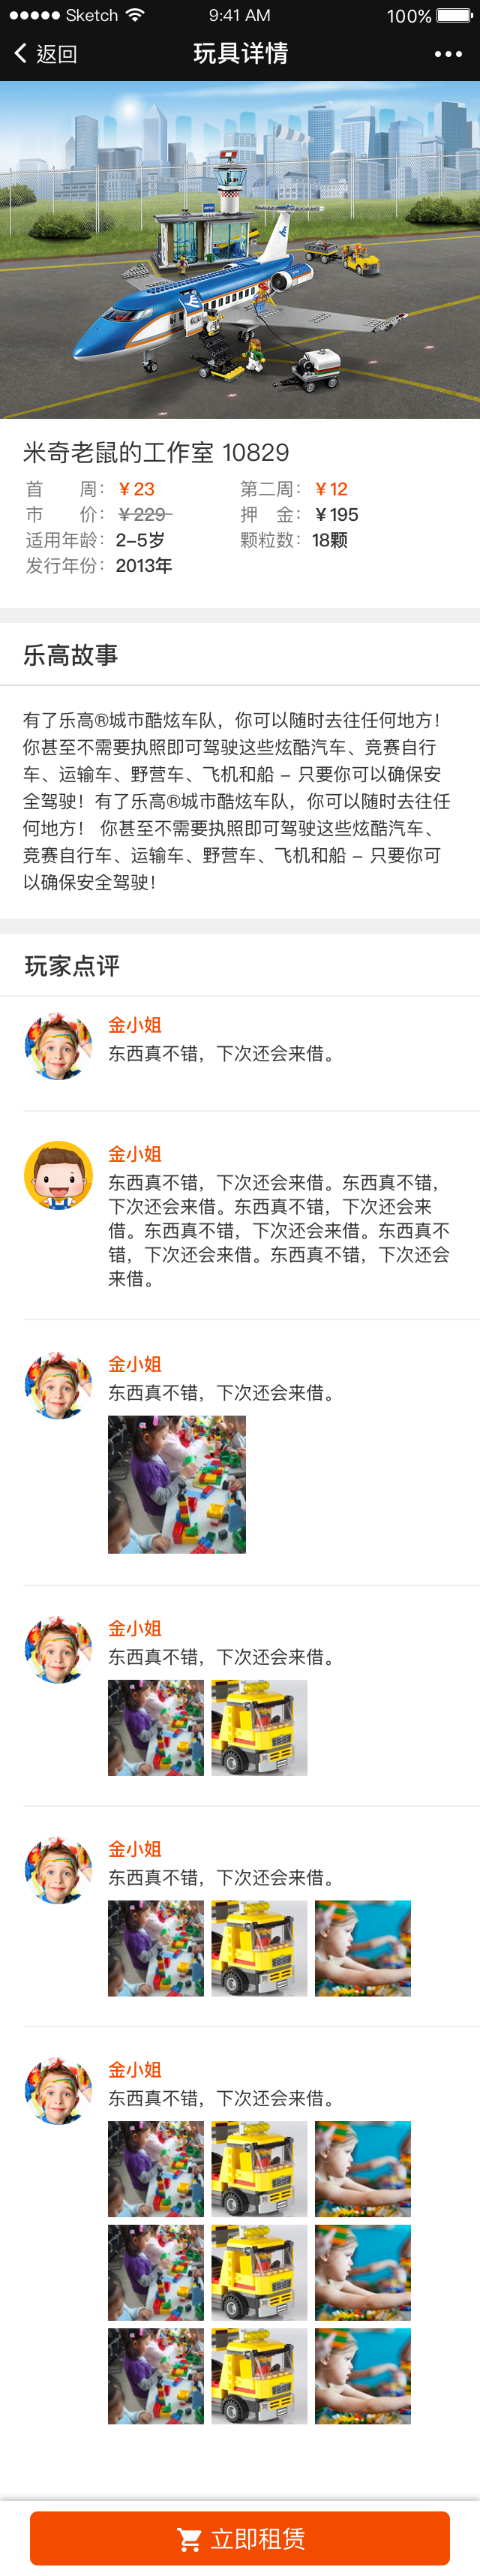 Sketch 9:41 AM 100%
返回 玩具详情
米奇老鼠的工作室 10829
首 周： ￥23 第二周： ￥12
市 价： ￥229 押 金： ￥195
适用年龄： 2-5岁 颗粒数： 18颗
发行年份： 2013年
乐高故事
有了乐高®城市酷炫车队，你可以随时去往任何地方！
你甚至不需要执照即可驾驶这些炫酷汽车、竞赛自行
车、运输车、野营车、飞机和船 – 只要你可以确保安
全驾驶！有了乐高®城市酷炫车队，你可以随时去往任
何地方！ 你甚至不需要执照即可驾驶这些炫酷汽车、
竞赛自行车、运输车、野营车、飞机和船 – 只要你可
以确保安全驾驶！
玩家点评
金小姐
东西真不错，下次还会来借。
金小姐
东西真不错，下次还会来借。东西真不错，
下次还会来借。东西真不错，下次还会来
借。东西真不错，下次还会来借。东西真不
错，下次还会来借。东西真不错，下次还会
来借。
金小姐
东西真不错，下次还会来借。
金小姐
东西真不错，下次还会来借。
金小姐
东西真不错，下次还会来借。
金小姐
东西真不错，下次还会来借。
立即租赁